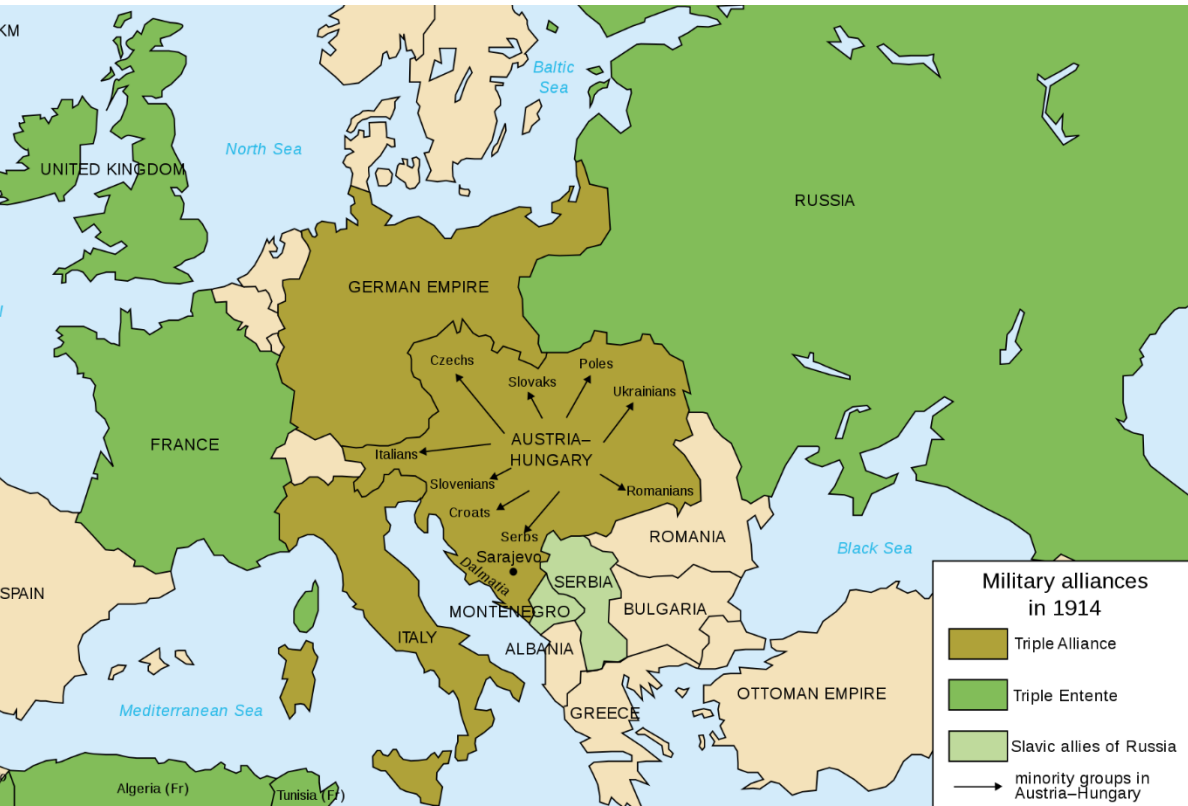 KM
Baltic
Sea
North Sea
UNITED KINGDOM
RUSSIA
GERMAN EMPIRE
Czechs
Poles
Slovaks
Ukrainians
FRANCE
AUSTRIA–
HUNGARY
Italians
Slovenians
Romanians
Croats
Serbs
ROMANIA
Sarajevo
Black Sea
Dalmatia
SERBIA
SPAIN
MONTENEGRO
BULGARIA
ITALY
ALBANIA
OTTOMAN EMPIRE
Mediterranean Sea
GREECE
Algeria (Fr)
Tunisia (Fr)
Military alliances
in 1914
Triple Alliance
Triple Entente
Slavic allies of Russia
minority groups in
Austria–Hungary